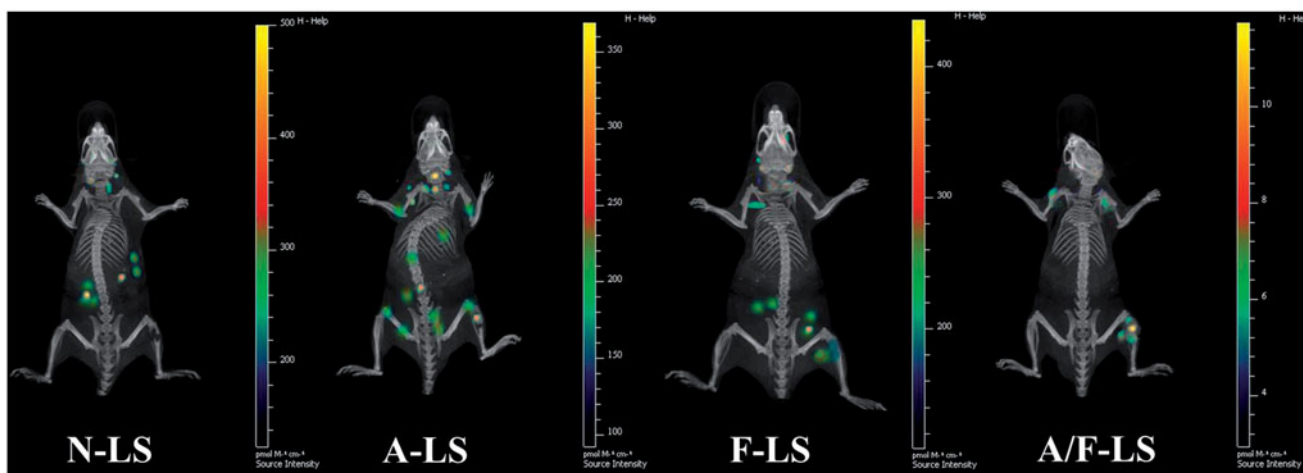 H - Help
500
400
300
200
pmol M⁻¹ cm⁻¹
Source Intensity
N-LS
H - Help
350
300
250
200
150
100
pmol M⁻¹ cm⁻¹
Source Intensity
A-LS
H - Help
400
300
200
pmol M⁻¹ cm⁻¹
Source Intensity
F-LS
H - Hel
10
8
6
4
pmol M⁻¹ cm⁻¹
Source Intensity
A/F-LS